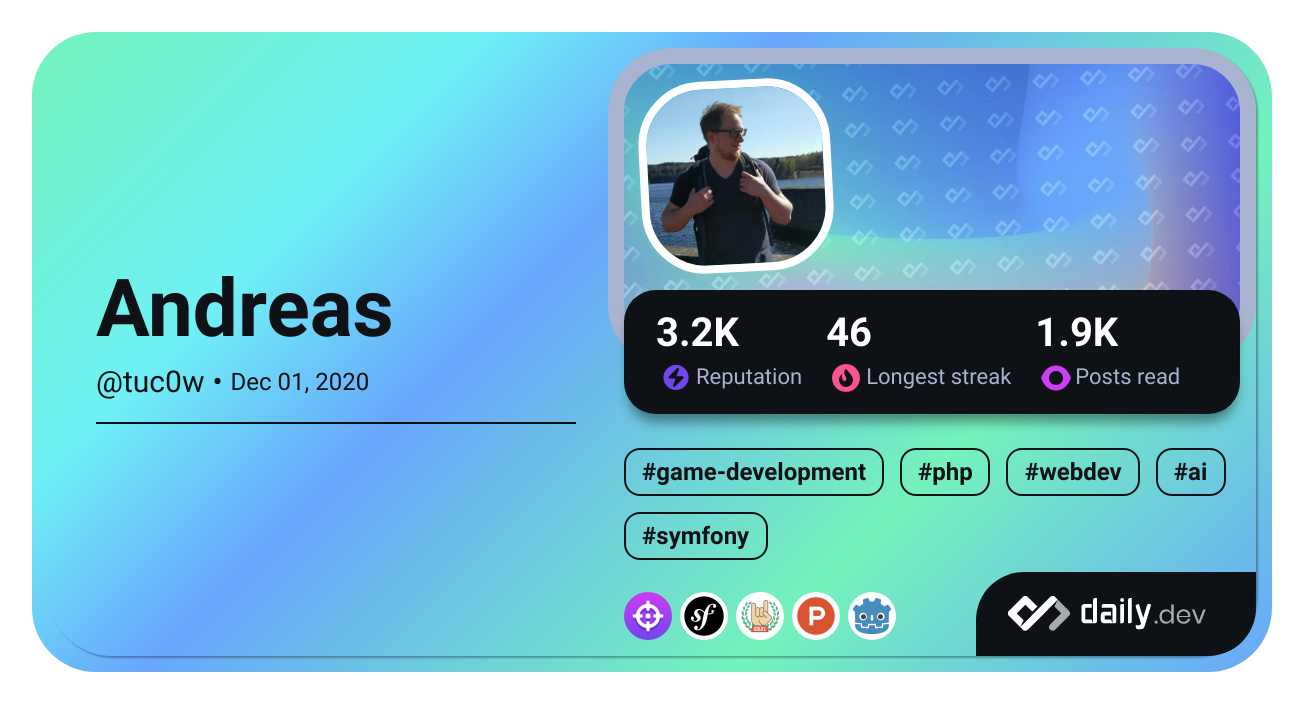 Andreas
@tuc0w • Dec 01, 2020
3.2K
Reputation
46
Longest streak
1.9K
Posts read
#game-development
#php
#webdev
#ai
#symfony
sf
P
daily.dev